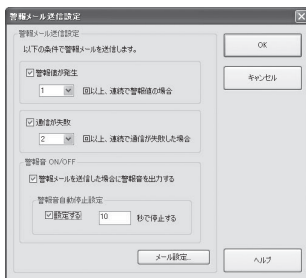 警報メール送信設定
警報メール送信設定
以下の条件で警報メールを送信します。
警報値が発生
1 回以上、連続で警報値の場合
通信が失敗
2 回以上、連続で通信が失敗した場合
警報音 ON/OFF
警報メールを送信した場合に警報音を出力する
警報音自動停止設定
設定する 10 秒で停止する
メール設定...
OK
キャンセル
ヘルプ